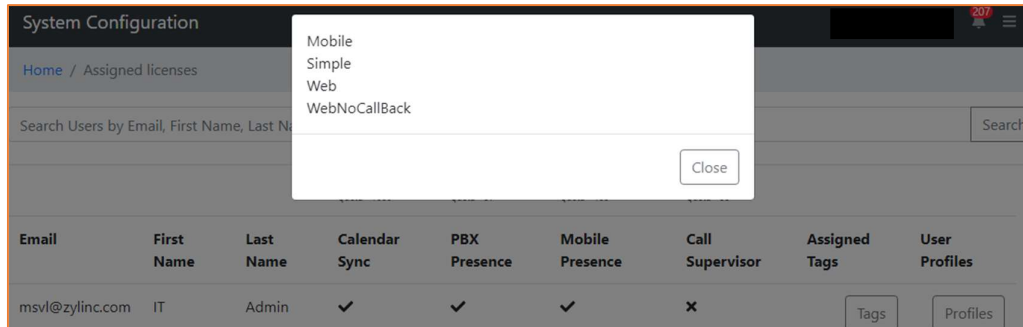 System Configuration
207
Mobile
Simple
Web
WebNoCallBack
Close
Home / Assigned licenses
Search Users by Email, First Name, Last
Search
Email First Name Last Name Calendar Sync PBX Presence Mobile Presence Call Supervisor Assigned Tags User Profiles
msvl@zylinc.com IT Admin Tags Profiles